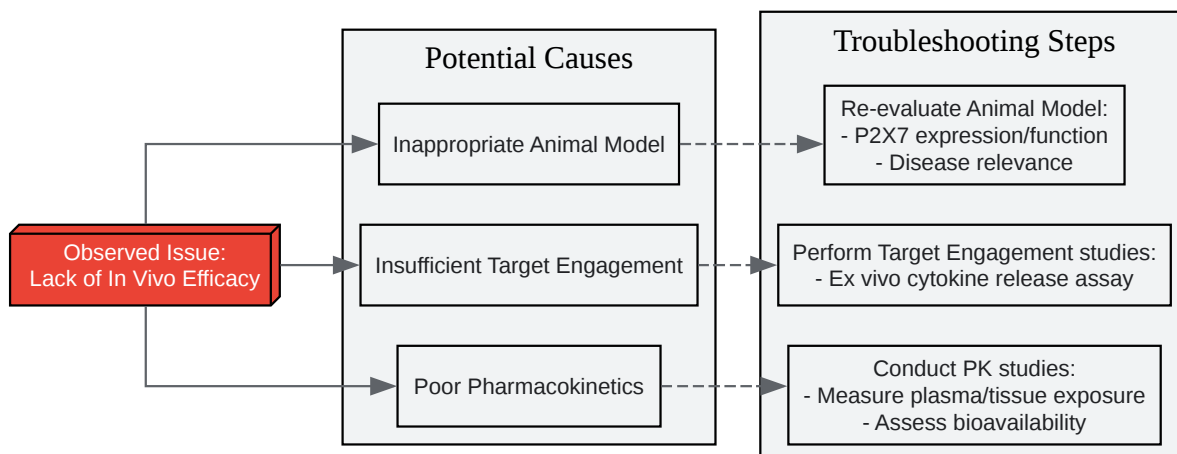 Potential Causes
Troubleshooting Steps
Observed Issue:
Lack of In Vivo Efficacy
Inappropriate Animal Model
Re-evaluate Animal Model:
- P2X7 expression/function
- Disease relevance
Insufficient Target Engagement
Perform Target Engagement studies:
- Ex vivo cytokine release assay
Poor Pharmacokinetics
Conduct PK studies:
- Measure plasma/tissue exposure
- Assess bioavailability